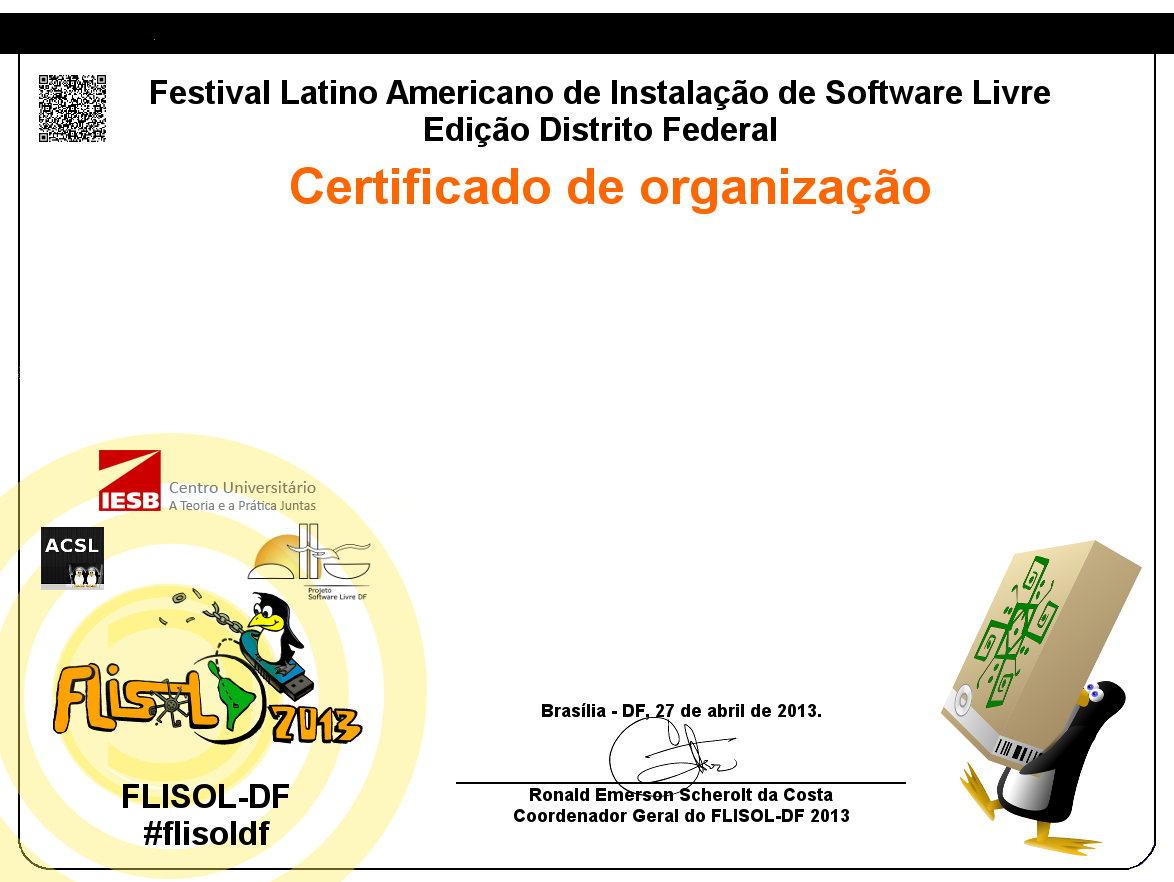 Festival Latino Americano de Instalação de Software Livre
Edição Distrito Federal
Certificado de organização
IESB
Centro Universitário
A Teoria e a Prática Juntas
ACSL
Projeto
Software Livre DF
FLISOL
2013
FLISOL-DF
#flisoldf
Brasília - DF, 27 de abril de 2013.
Ronald Emerson Scherolt da Costa
Coordenador Geral do FLISOL-DF 2013